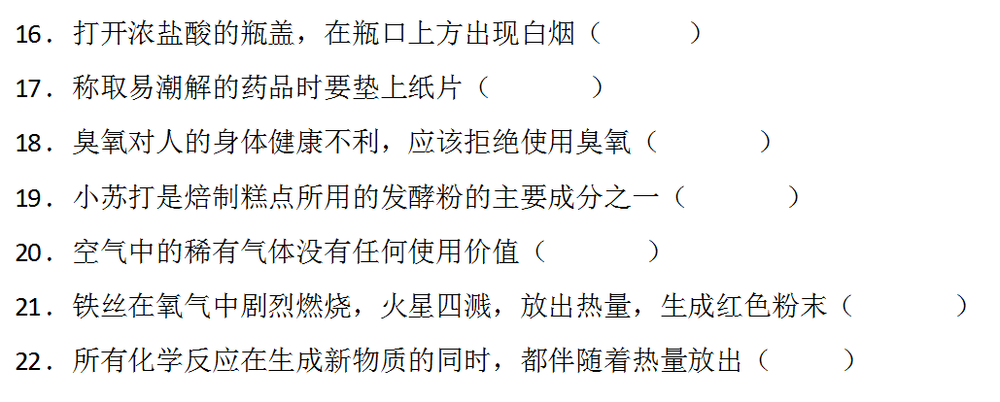 16．打开浓盐酸的瓶盖，在瓶口上方出现白烟（　　　）
17．称取易潮解的药品时要垫上纸片（　　　）
18．臭氧对人的身体健康不利，应该拒绝使用臭氧（　　　）
19．小苏打是焙制糕点所用的发酵粉的主要成分之一（　　　）
20．空气中的稀有气体没有任何使用价值（　　　）
21．铁丝在氧气中剧烈燃烧，火星四溅，放出热量，生成红色粉末（　　　）
22．所有化学反应在生成新物质的同时，都伴随着热量放出（　　　）